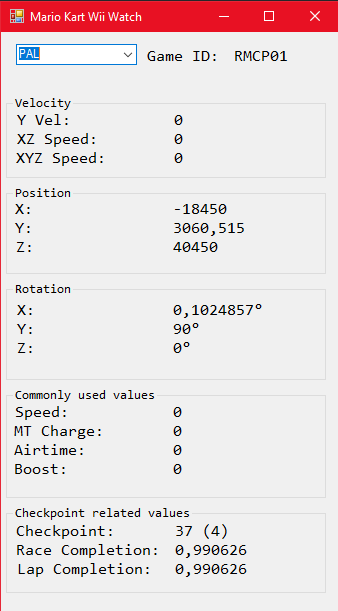 Mario Kart Wii Watch
PAL Game ID: RMCP01
Velocity
Y Vel: 0
XZ Speed: 0
XYZ Speed: 0
Position
X: -18450
Y: 3060,515
Z: 40450
Rotation
X: 0,1024857°
Y: 90°
Z: 0°
Commonly used values
Speed: 0
MT Charge: 0
Airtime: 0
Boost: 0
Checkpoint related values
Checkpoint: 37 (4)
Race Completion: 0,990626
Lap Completion: 0,990626